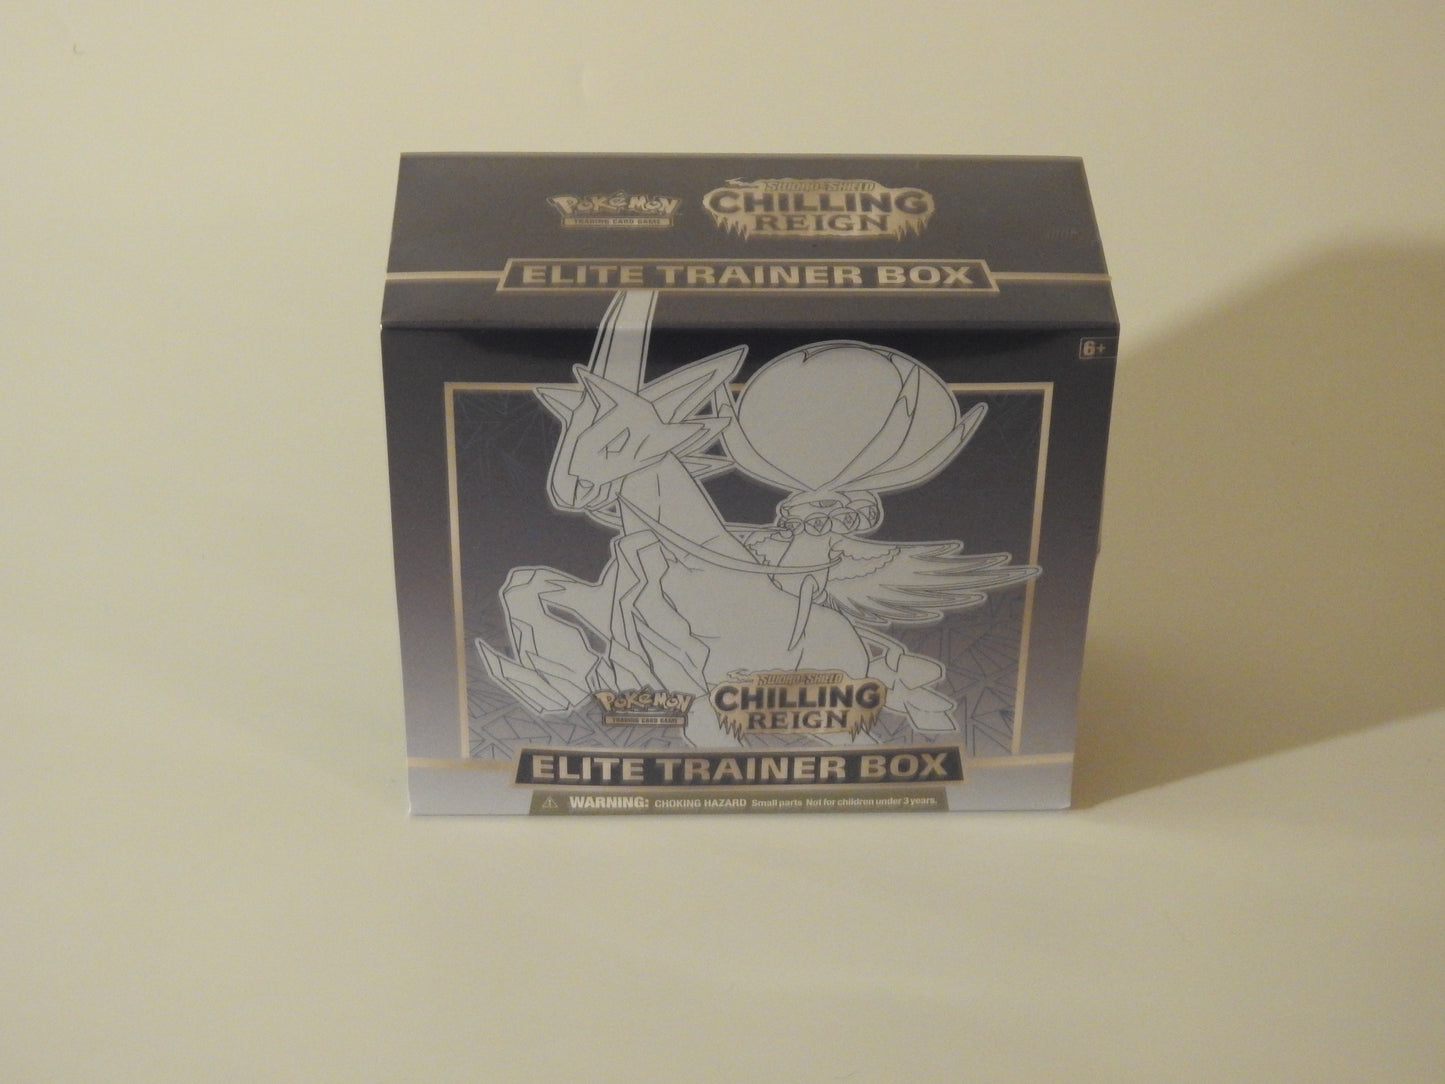 Pokémon
TRADING CARD GAME
SWORD & SHIELD
CHILLING
REIGN
ELITE TRAINER BOX
6+
Pokémon
TRADING CARD GAME
SWORD & SHIELD
CHILLING
REIGN
ELITE TRAINER BOX
WARNING: CHOKING HAZARD Small parts Not for children under 3 years.